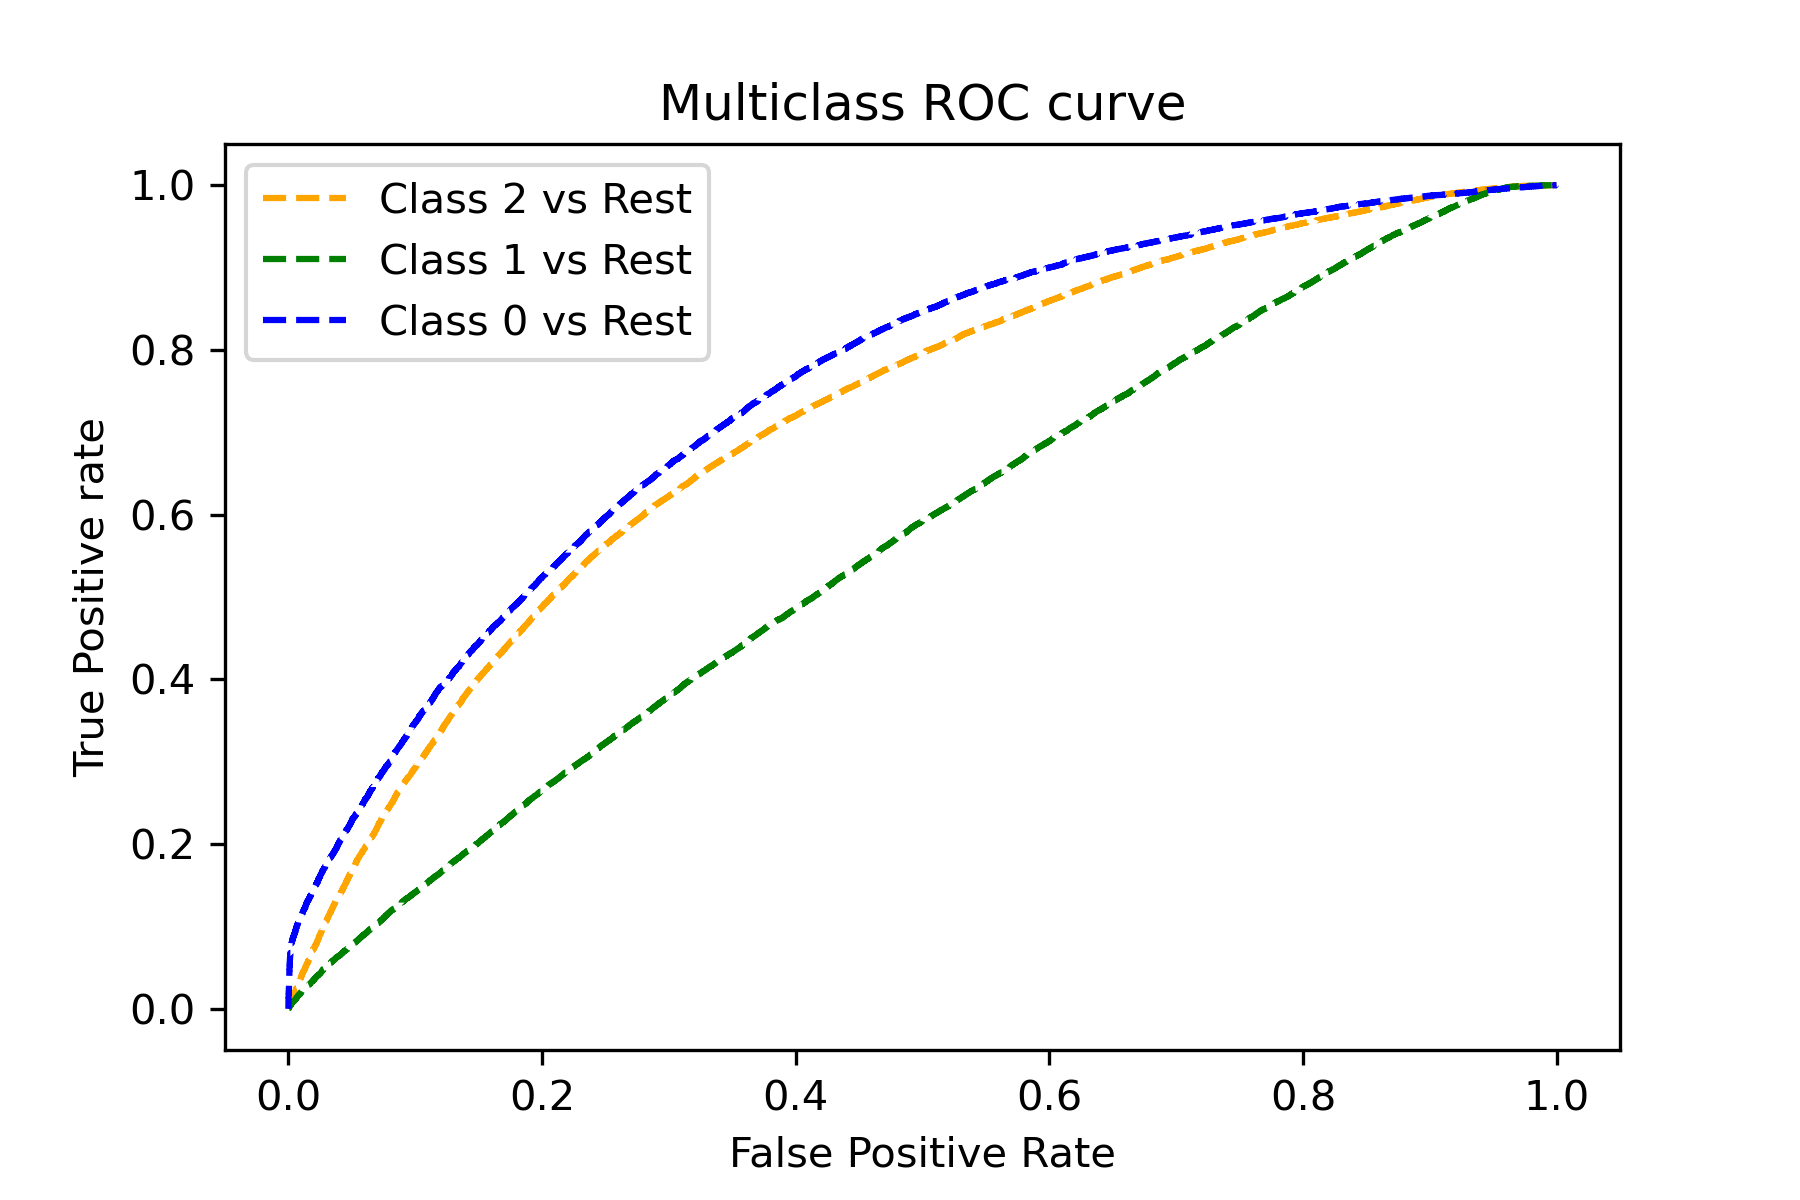 Multiclass ROC curve
Class 2 vs Rest
Class 1 vs Rest
Class 0 vs Rest
True Positive rate
1.0
0.8
0.6
0.4
0.2
0.0
0.0 0.2 0.4 0.6 0.8 1.0
False Positive Rate